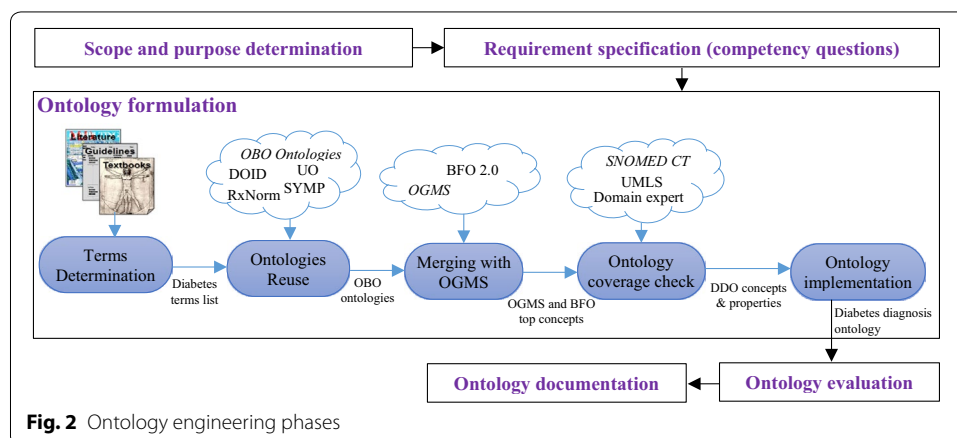 Scope and purpose determination
Requirement specification (competency questions)
Ontology formulation
Literature
Guidelines
Textbooks
OBO Ontologies
DOID
UO
RxNorm
SYMP
BFO 2.0
OGMS
SNOMED CT
UMLS
Domain expert
Terms
Determination
Diabetes
terms list
Ontologies
Reuse
OBO
ontologies
Merging with
OGMS
OGMS and BFO
top concepts
Ontology
coverage check
DDO concepts
& properties
Ontology
implementation
Diabetes diagnosis
ontology
Ontology documentation
Ontology evaluation
Fig. 2 Ontology engineering phases